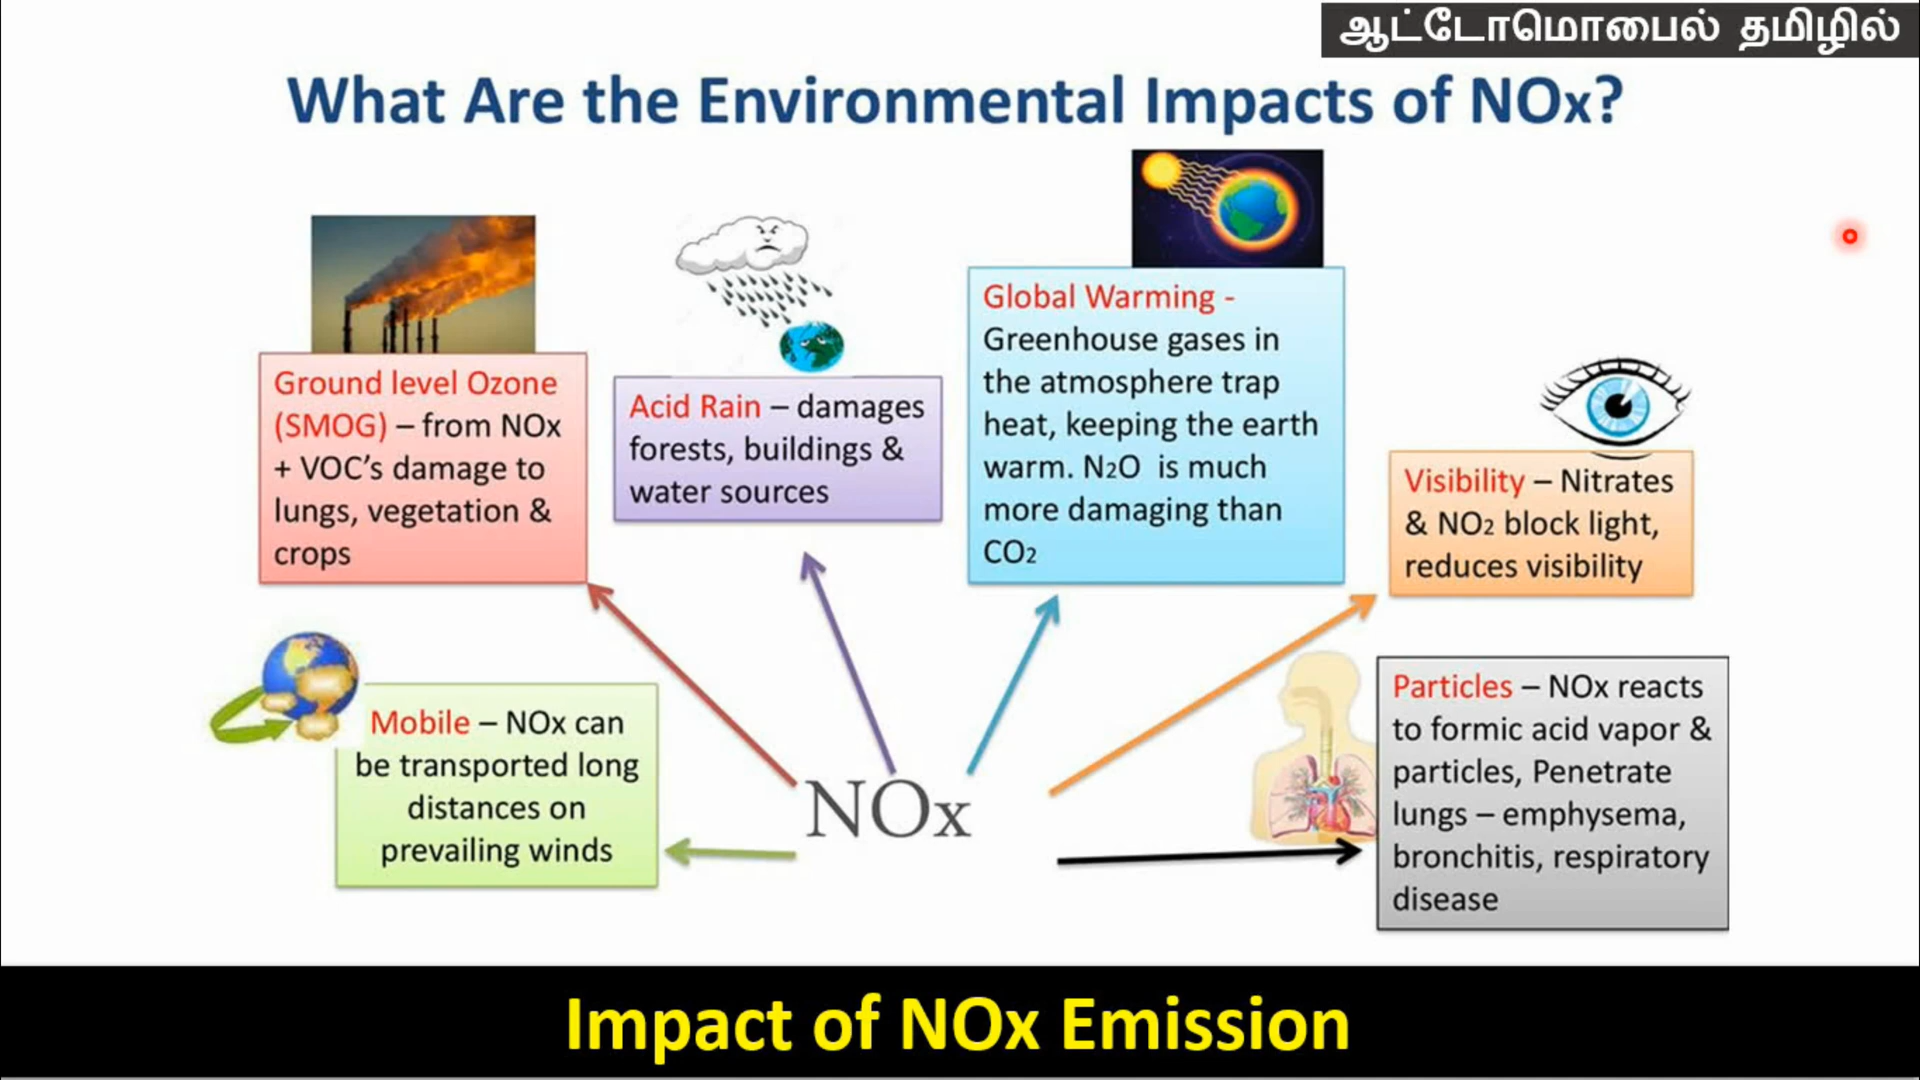 ஆட்டோமொபைல் தமிழில்
What Are the Environmental Impacts of NOx?
Ground level Ozone
(SMOG) – from NOx
+ VOC’s damage to
lungs, vegetation &
crops
Acid Rain – damages
forests, buildings &
water sources
Global Warming -
Greenhouse gases in
the atmosphere trap
heat, keeping the earth
warm. N2O is much
more damaging than
CO2
Visibility – Nitrates
& NO2 block light,
reduces visibility
Mobile – NOx can
be transported long
distances on
prevailing winds
NOx
Particles – NOx reacts
to formic acid vapor &
particles, Penetrate
lungs – emphysema,
bronchitis, respiratory
disease
Impact of NOx Emission